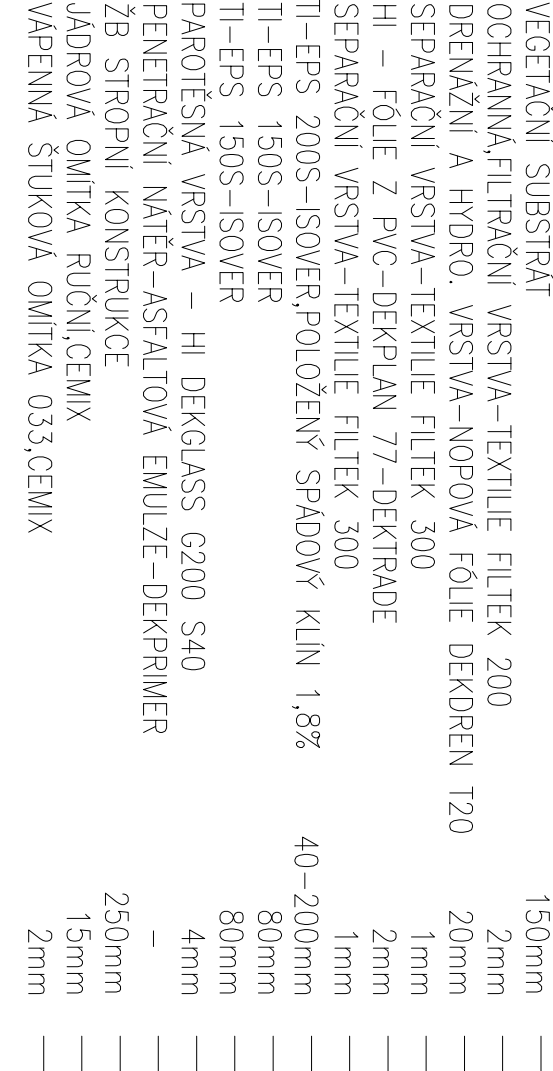 VEGETAČNÍ SUBSTRÁT 150mm
OCHRANNÁ,FILTRAČNÍ VRSTVA-TEXTILIE FILTEK 200 2mm
DRENÁŽNÍ A HYDRO. VRSTVA-NOPOVÁ FÓLIE DEKDREN T20 20mm
SEPARAČNÍ VRSTVA-TEXTILIE FILTEK 300 1mm
HI - FÓLIE Z PVC-DEKPLAN 77-DEKTRADE 2mm
SEPARAČNÍ VRSTVA-TEXTILIE FILTEK 300 1mm
TI-EPS 200S-ISOVER,POLOŽENÝ SPÁDOVÝ KLÍN 1,8% 40-200mm
TI-EPS 150S-ISOVER 80mm
TI-EPS 150S-ISOVER 80mm
PAROTĚSNÁ VRSTVA - HI DEKGLASS G200 S40 4mm
PENETRAČNÍ NÁTĚR-ASFALTOVÁ EMULZE-DEKPRIMER -
ŽB STROPNÍ KONSTRUKCE 250mm
JÁDROVÁ OMÍTKA RUČNÍ,CEMIX 15mm
VÁPENNÁ ŠTUKOVÁ OMÍTKA 033,CEMIX 2mm